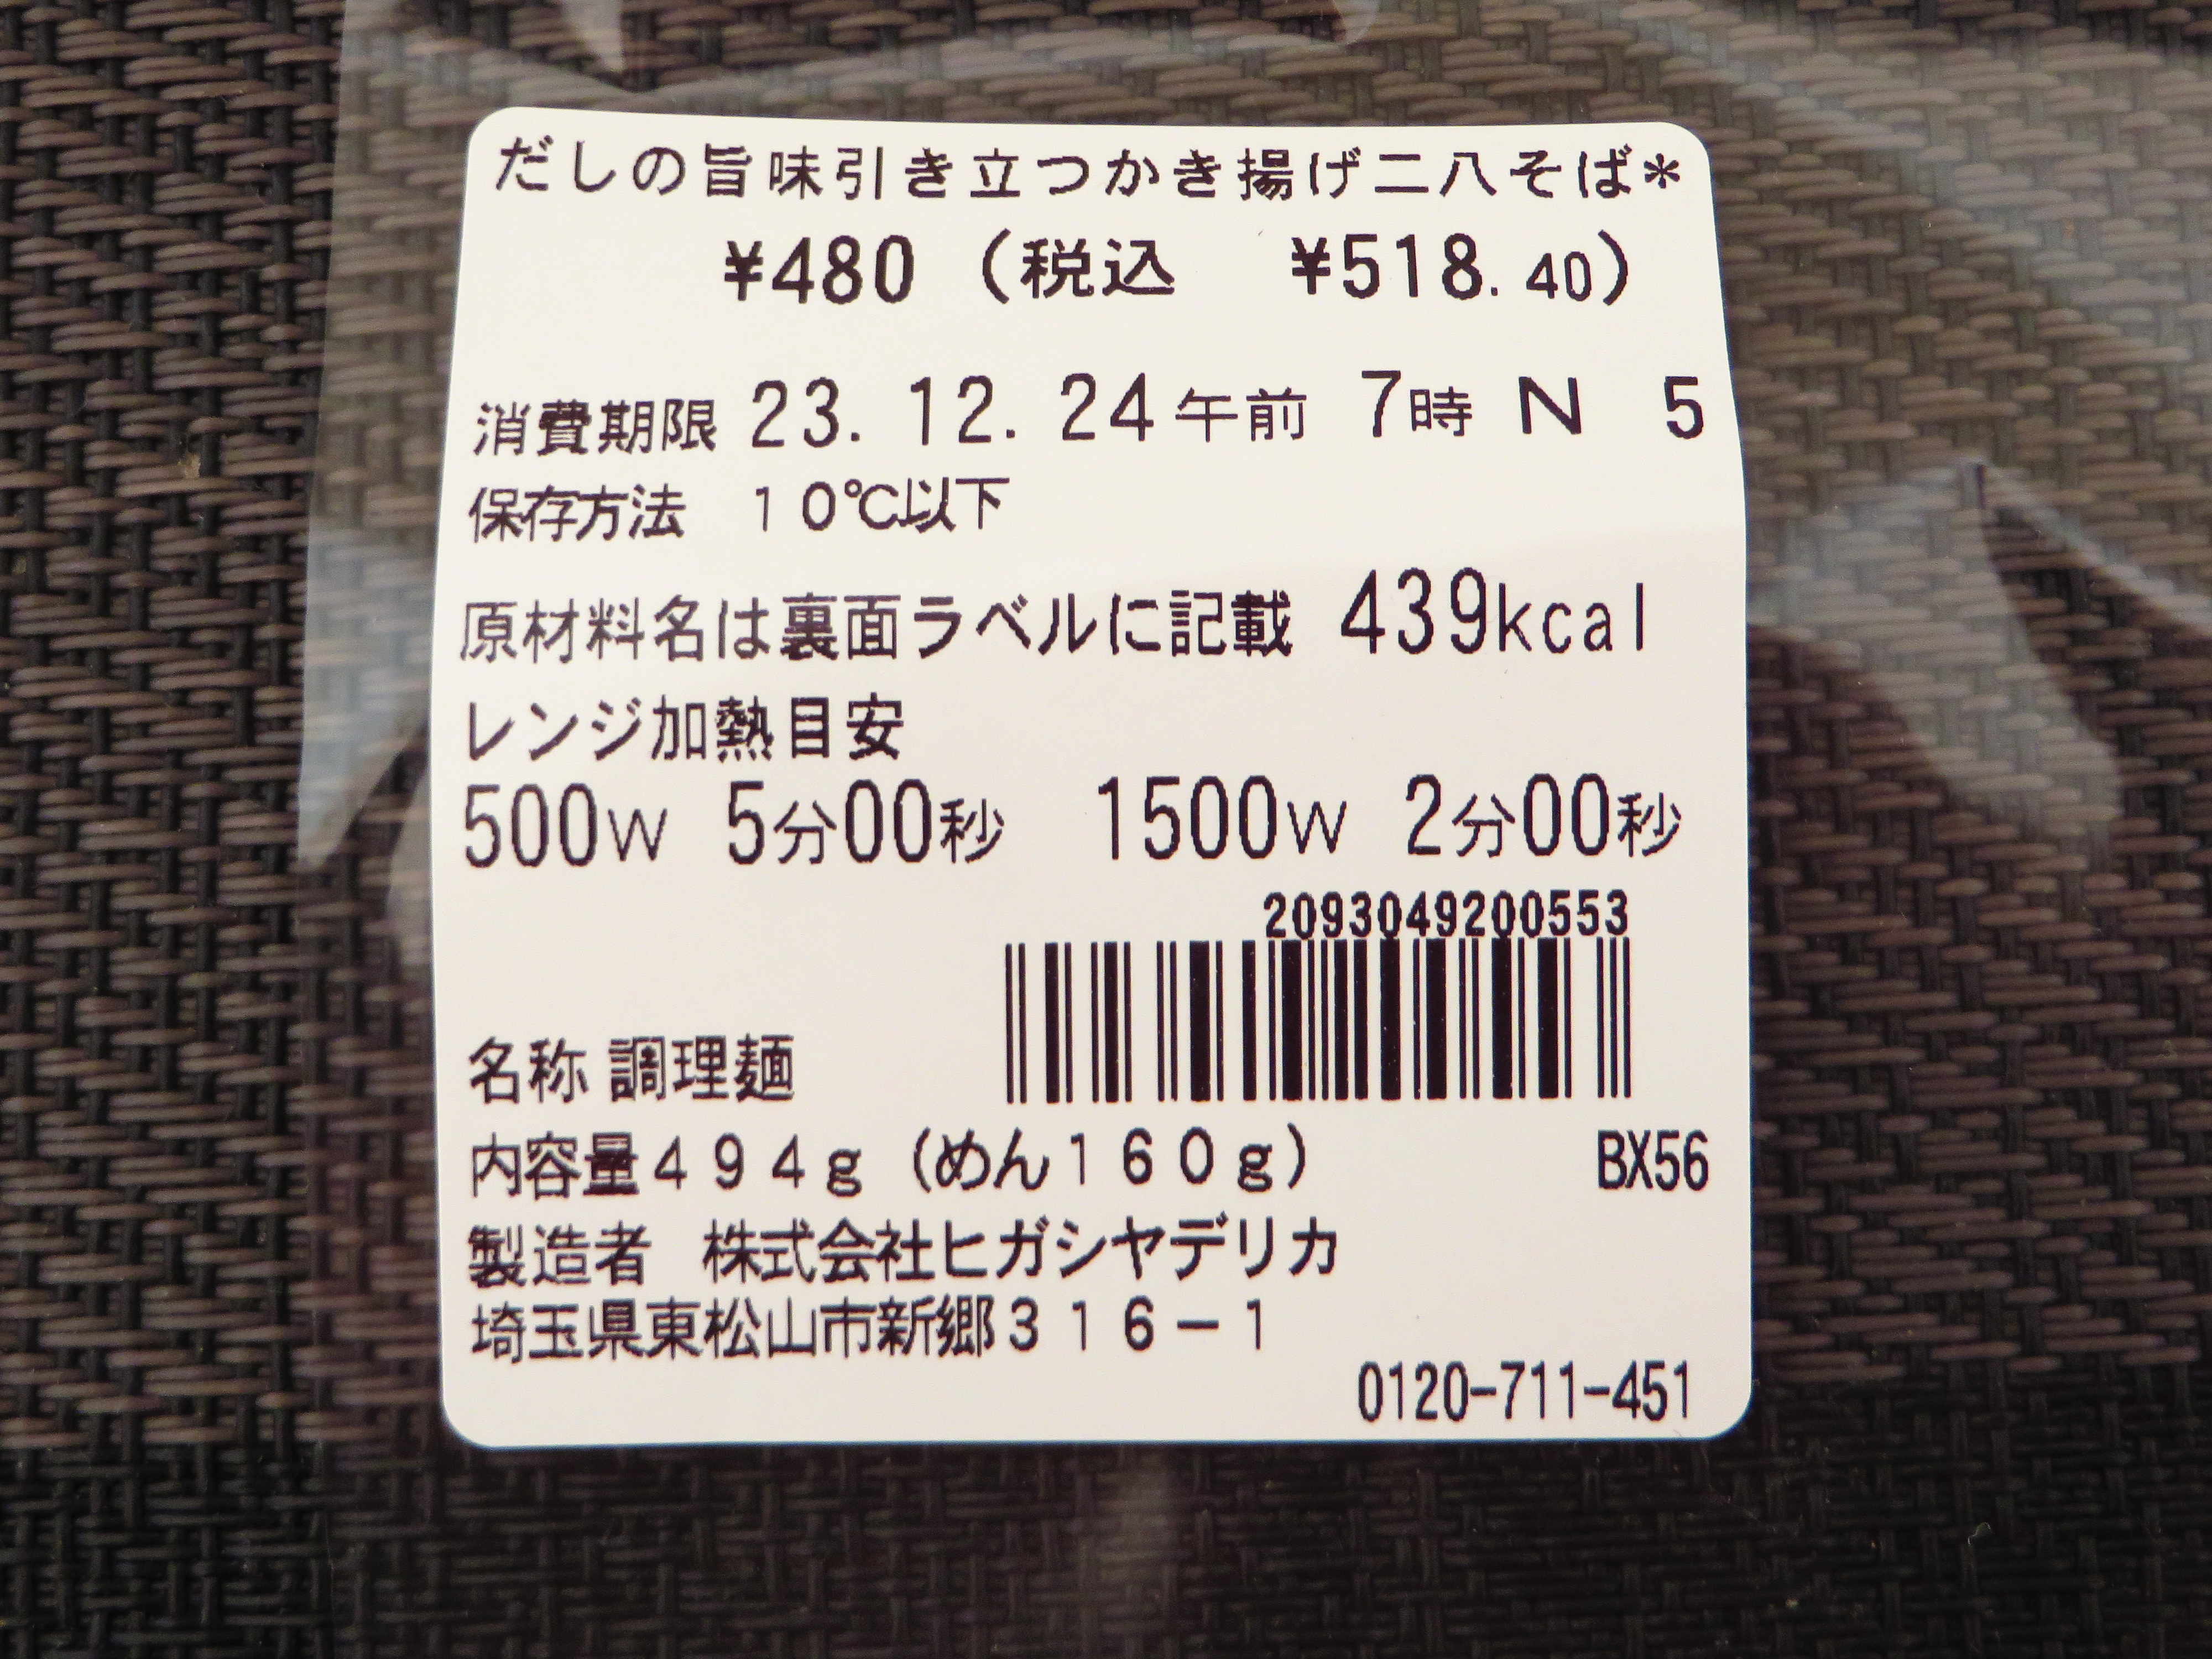 だしの旨味引き立つかき揚げ二八そば＊
¥480（税込　¥518.40）
消費期限 23.12.24午前 7時 N 5
保存方法　１０℃以下
原材料名は裏面ラベルに記載 439kcal
レンジ加熱目安
500W 5分00秒　1500W 2分00秒
2093049200553
名称 調理麺
内容量４９４ｇ（めん１６０ｇ）　BX56
製造者　株式会社ヒガシヤデリカ
埼玉県東松山市新郷３１６－１
0120-711-451